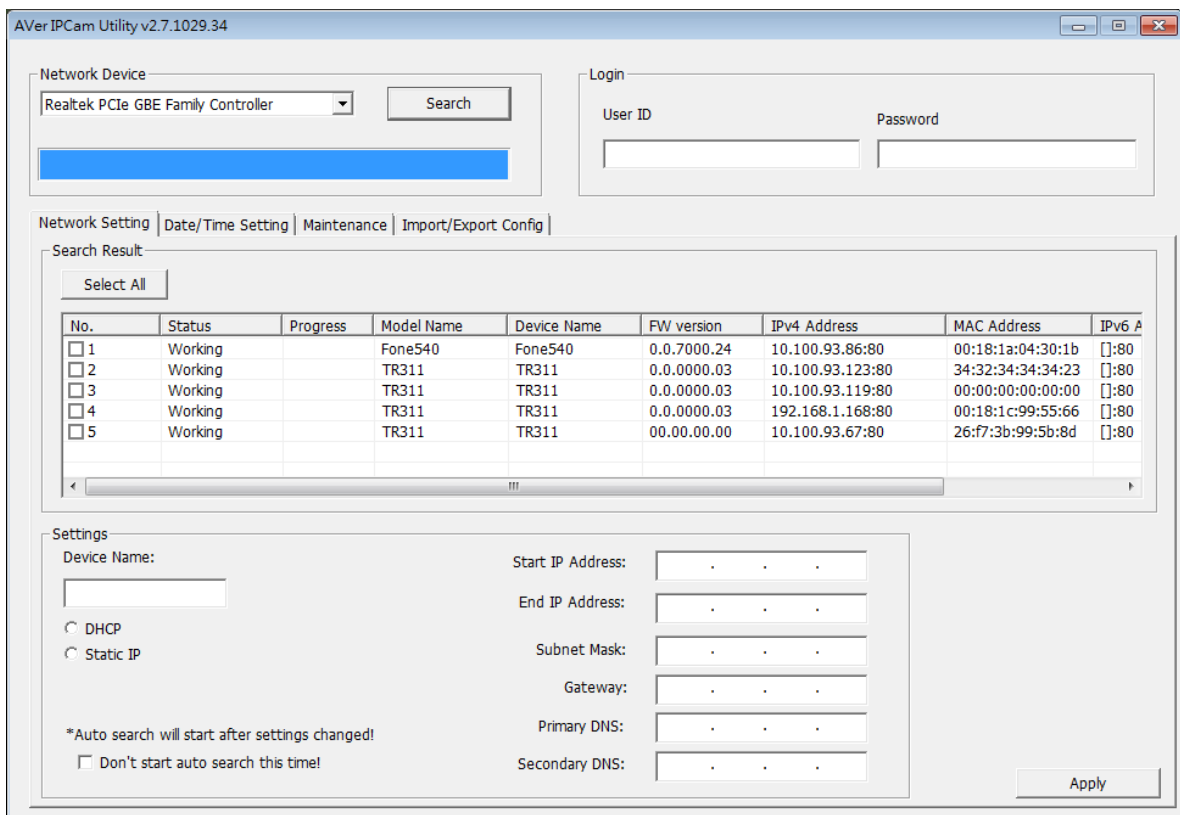 AVer IPCam Utility v2.7.1029.34
Network Device
Realtek PCIe GBE Family Controller
Search
Login
User ID
Password
Network Setting
Date/Time Setting
Maintenance
Import/Export Config
Search Result
Select All
No. Status Progress Model Name Device Name FW version IPv4 Address MAC Address IPv6 A
1 Working Fone540 Fone540 0.0.7000.24 10.100.93.86:80 00:18:1a:04:30:1b []:80
2 Working TR311 TR311 0.0.0000.03 10.100.93.123:80 34:32:34:34:34:23 []:80
3 Working TR311 TR311 0.0.0000.03 10.100.93.119:80 00:00:00:00:00:00 []:80
4 Working TR311 TR311 0.0.0000.03 192.168.1.168:80 00:18:1c:99:55:66 []:80
5 Working TR311 TR311 00.00.00.00 10.100.93.67:80 26:f7:3b:99:5b:8d []:80
Settings
Device Name:
DHCP
Static IP
*Auto search will start after settings changed!
Don't start auto search this time!
Start IP Address: . . .
End IP Address: . . .
Subnet Mask: . . .
Gateway: . . .
Primary DNS: . . .
Secondary DNS: . . .
Apply